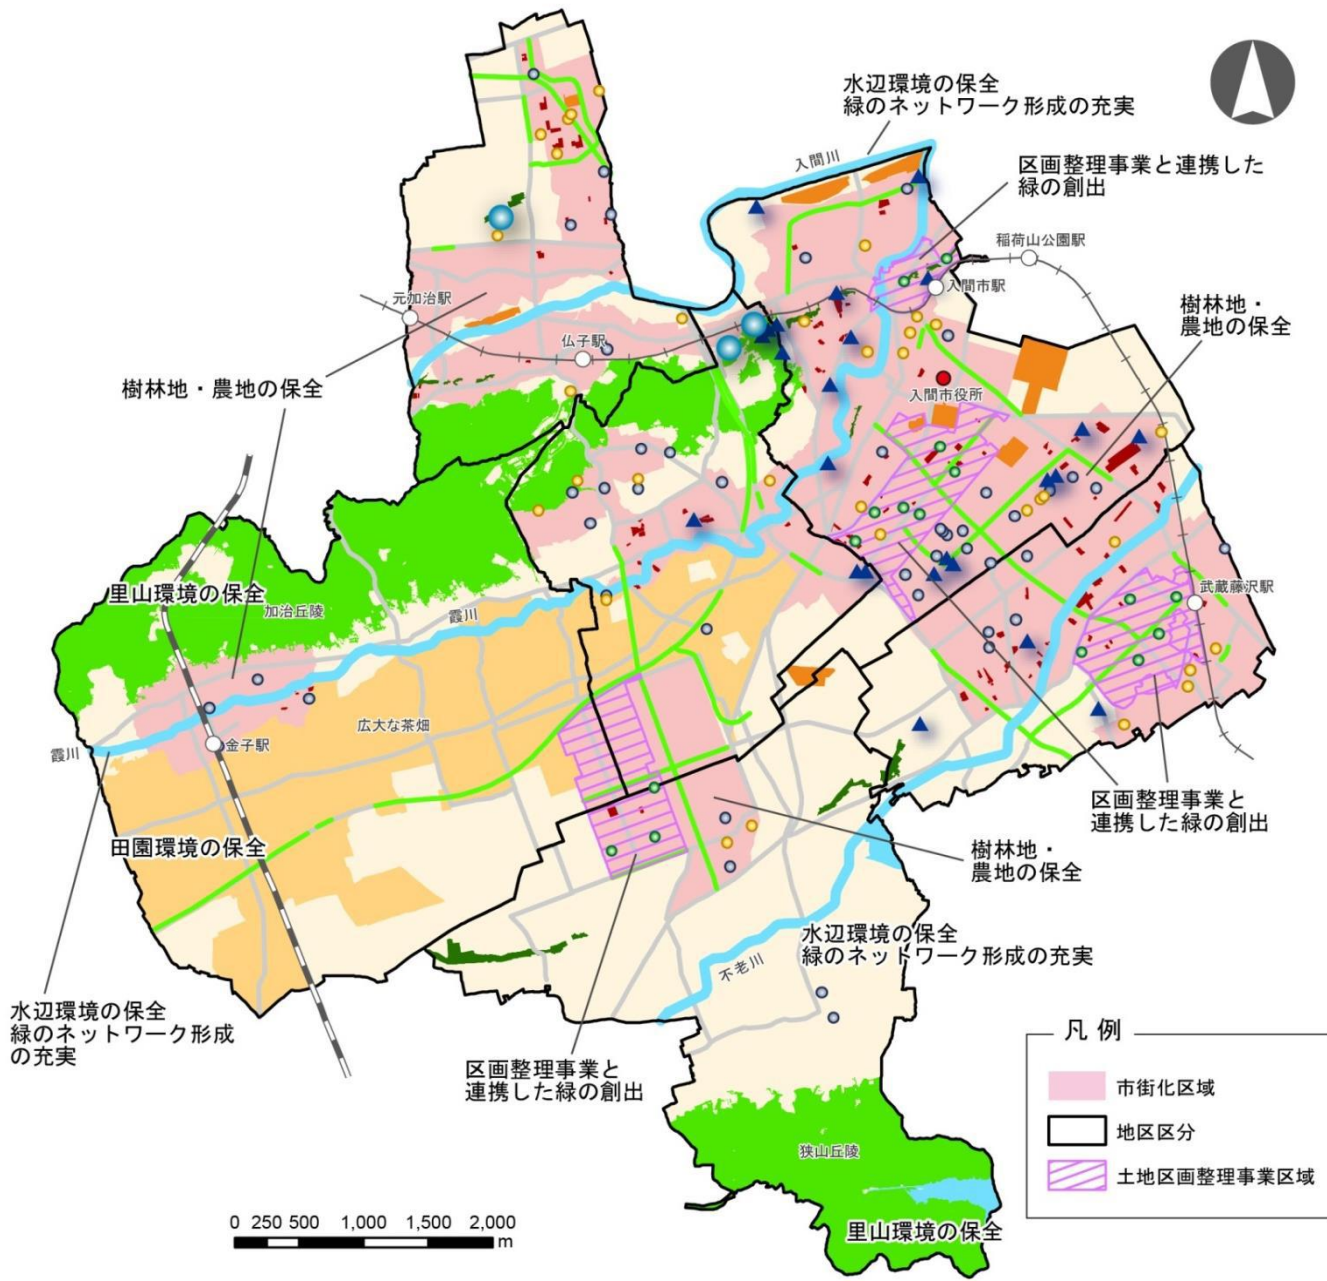 水辺環境の保全
緑のネットワーク形成の充実
入間川
区画整理事業と連携した
緑の創出
稲荷山公園駅
入間市駅
元加治駅
仏子駅
樹林地・
農地の保全
樹林地・農地の保全
入間市役所
里山環境の保全
加治丘陵
霞川
武蔵藤沢駅
広大な茶畑
霞川
金子駅
区画整理事業と
連携した緑の創出
田園環境の保全
樹林地・
農地の保全
水辺環境の保全
緑のネットワーク形成の充実
不老川
水辺環境の保全
緑のネットワーク形成
の充実
区画整理事業と
連携した緑の創出
凡例
市街化区域
地区区分
土地区画整理事業区域
狭山丘陵
里山環境の保全
0 250 500 1,000 1,500 2,000
m